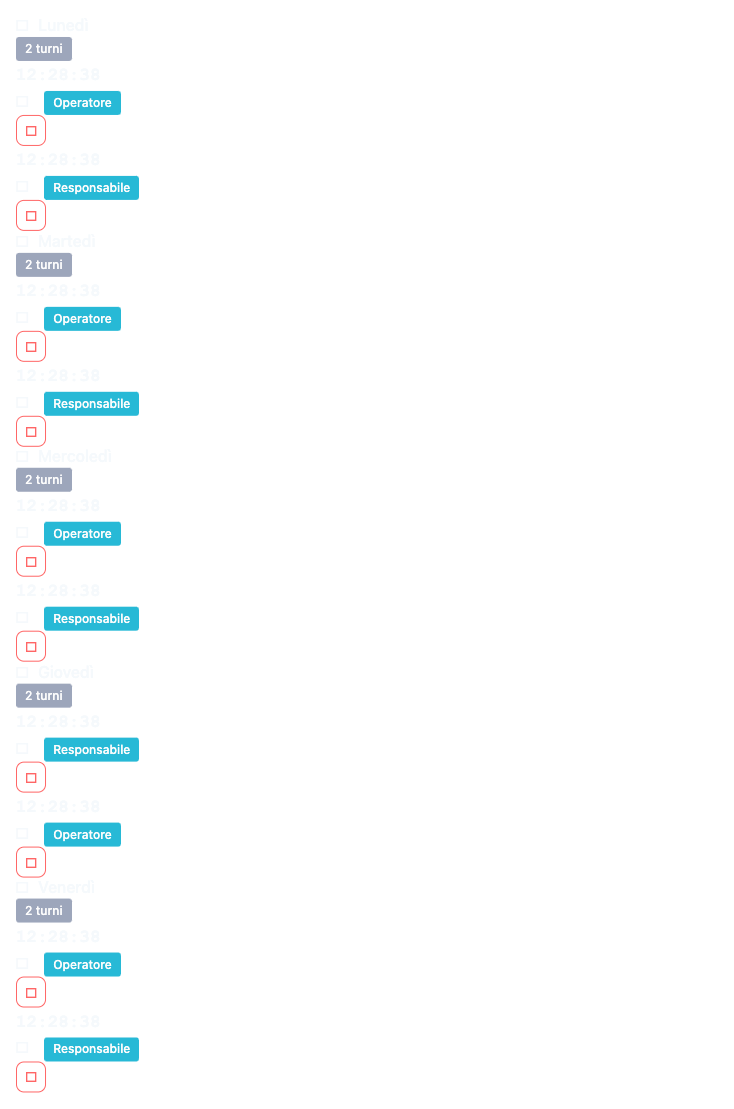 Lunedì
2 turni
12:28:38
Operatore
12:28:38
Responsabile
Martedì
2 turni
12:28:38
Operatore
12:28:38
Responsabile
Mercoledì
2 turni
12:28:38
Operatore
12:28:38
Responsabile
Giovedì
2 turni
12:28:38
Responsabile
12:28:38
Operatore
Venerdì
2 turni
12:28:38
Operatore
12:28:38
Responsabile